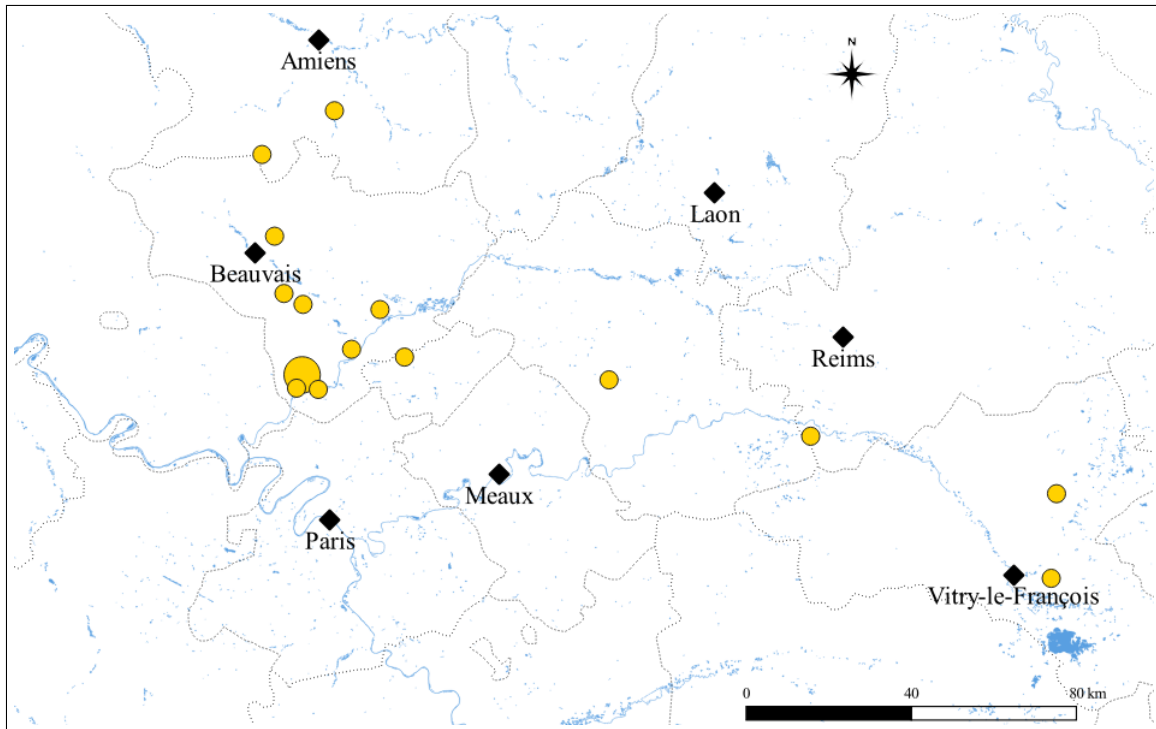 Amiens
N
Laon
Beauvais
Reims
Meaux
Paris
Vitry-le-François
0 40 80 km